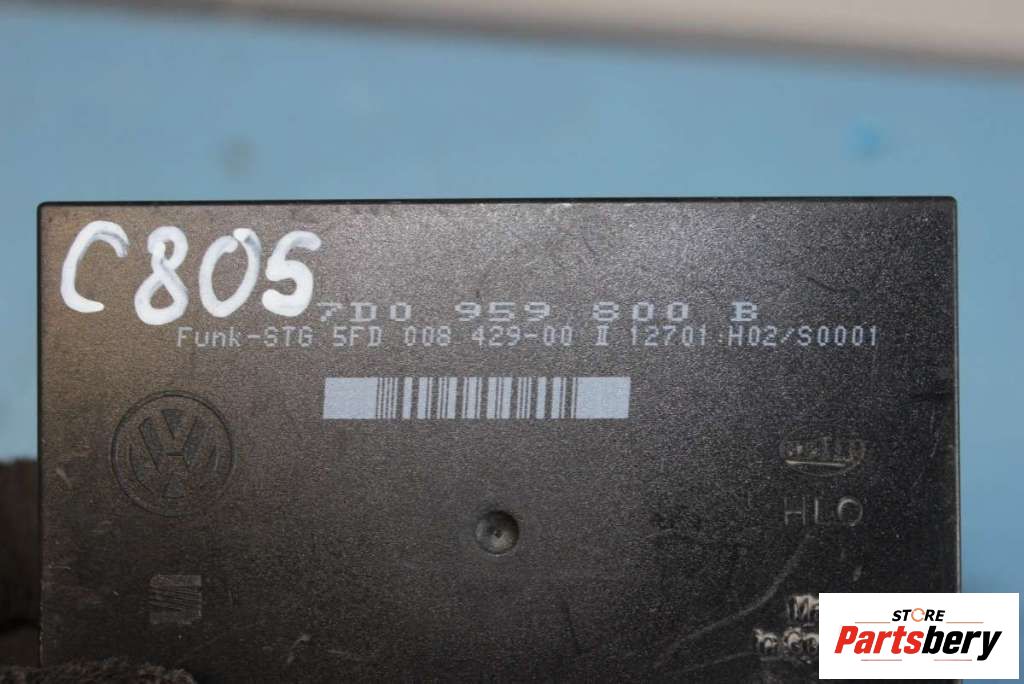 C805
7D0 959 800 B
Funk-STG 5FD 008 429-00 II 12701 H02/S0001
HLO
STORE
Partsbery